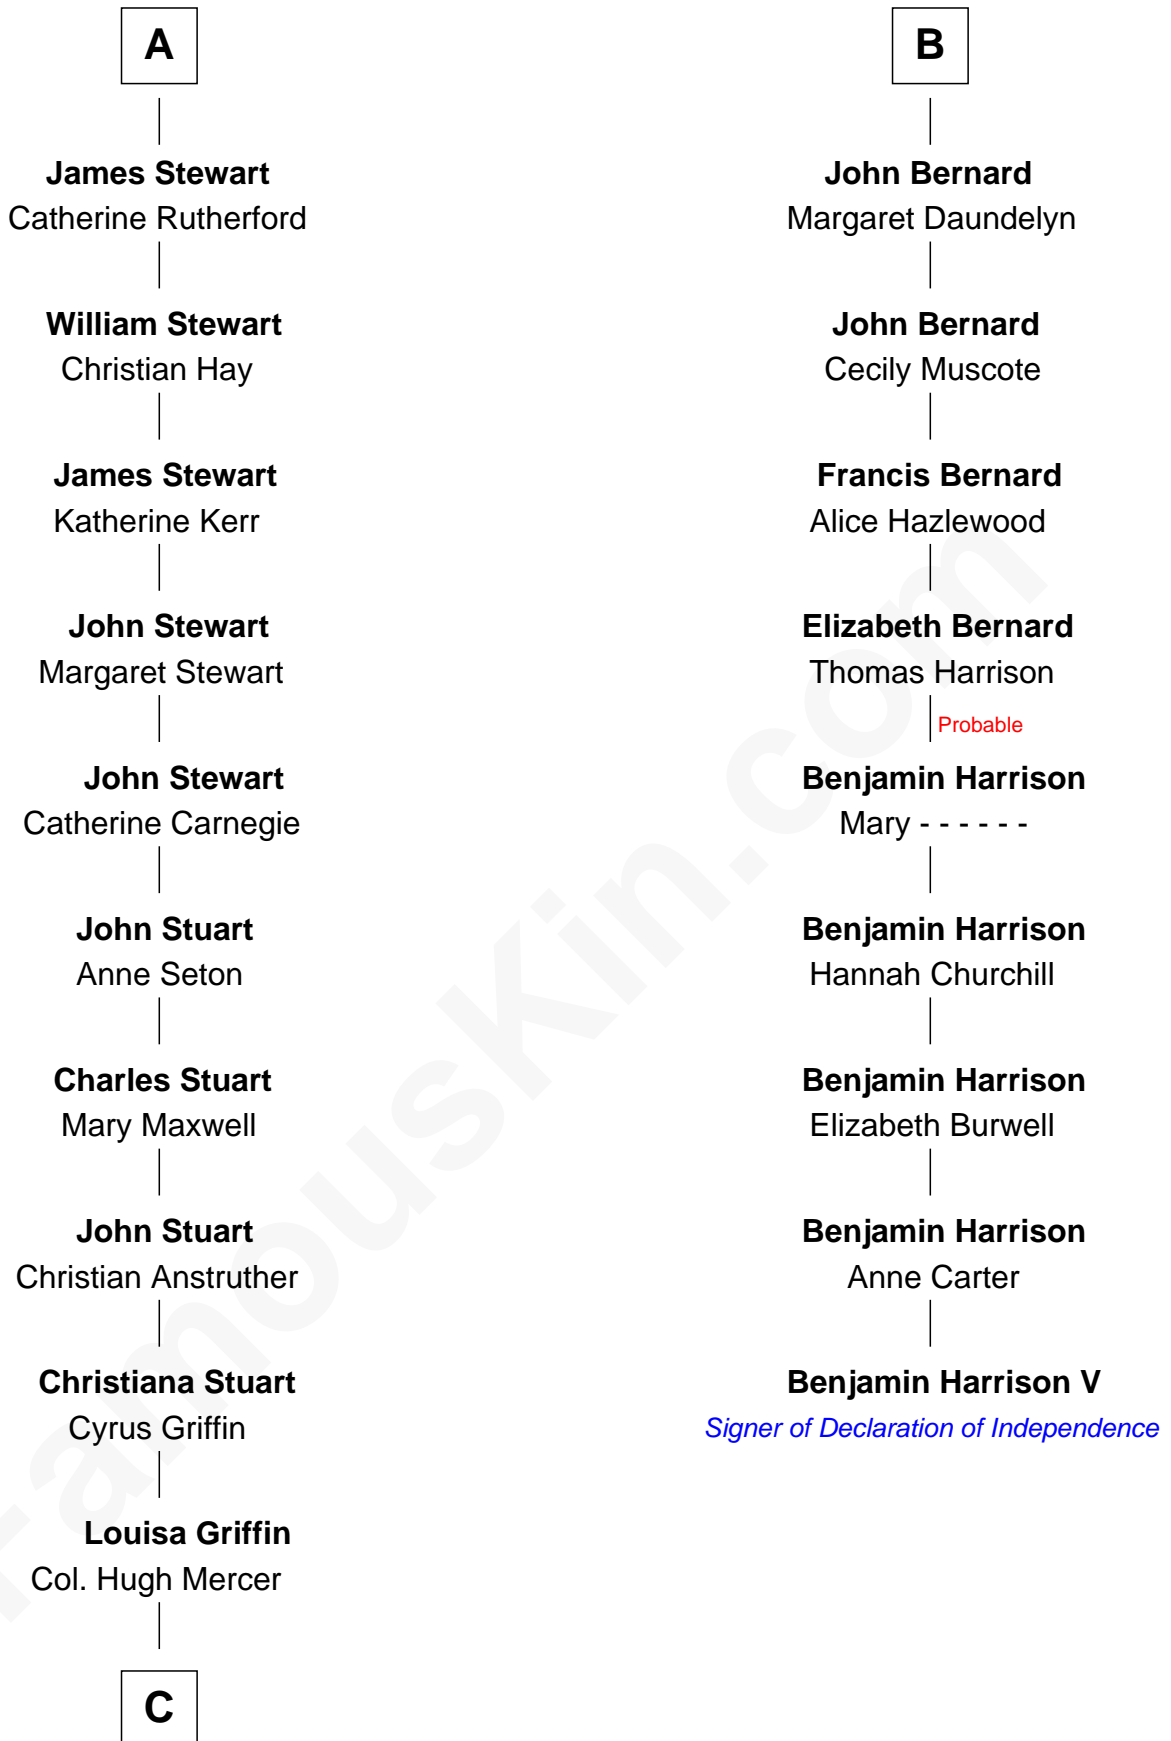 A
James Stewart
Catherine Rutherford
William Stewart
Christian Hay
James Stewart
Katherine Kerr
John Stewart
Margaret Stewart
John Stewart
Catherine Carnegie
John Stuart
Anne Seton
Charles Stuart
Mary Maxwell
John Stuart
Christian Anstruther
Christiana Stuart
Cyrus Griffin
Louisa Griffin
Col. Hugh Mercer
C
B
John Bernard
Margaret Daundelyn
John Bernard
Cecily Muscote
Francis Bernard
Alice Hazlewood
Elizabeth Bernard
Thomas Harrison
Probable
Benjamin Harrison
Mary - - - - - -
Benjamin Harrison
Hannah Churchill
Benjamin Harrison
Elizabeth Burwell
Benjamin Harrison
Anne Carter
Benjamin Harrison V
Signer of Declaration of Independence
FamousKin.com